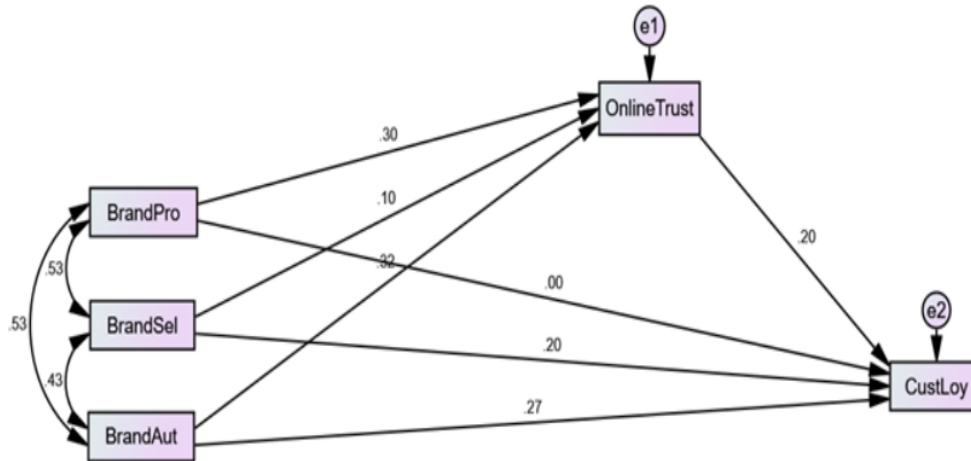 e1
OnlineTrust
.30
.10
BrandPro
.32
.20
.53
.00
e2
BrandSel
.53
.20
.43
CustLoy
.27
BrandAut